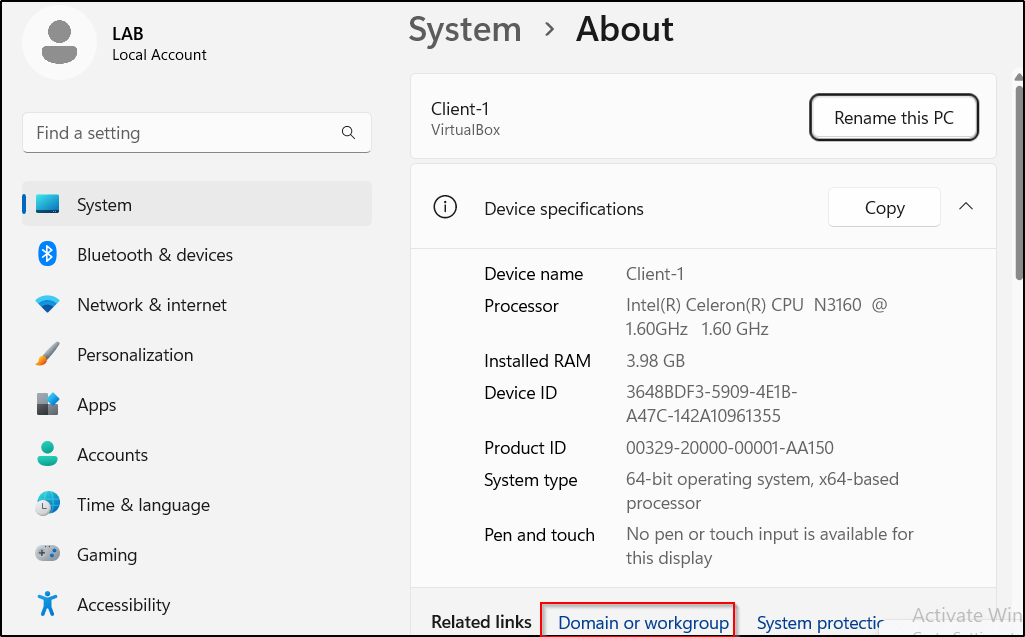 LAB
Local Account
Find a setting
System
Bluetooth & devices
Network & internet
Personalization
Apps
Accounts
Time & language
Gaming
Accessibility
System > About
Client-1
VirtualBox
Rename this PC
Device specifications
Copy
Device name Client-1
Processor Intel(R) Celeron(R) CPU N3160 @
1.60GHz 1.60 GHz
Installed RAM 3.98 GB
Device ID 3648BDF3-5909-4E1B-
A47C-142A10961355
Product ID 00329-20000-00001-AA150
System type 64-bit operating system, x64-based
processor
Pen and touch No pen or touch input is available for
this display
Related links Domain or workgroup System protectic
Activate Win